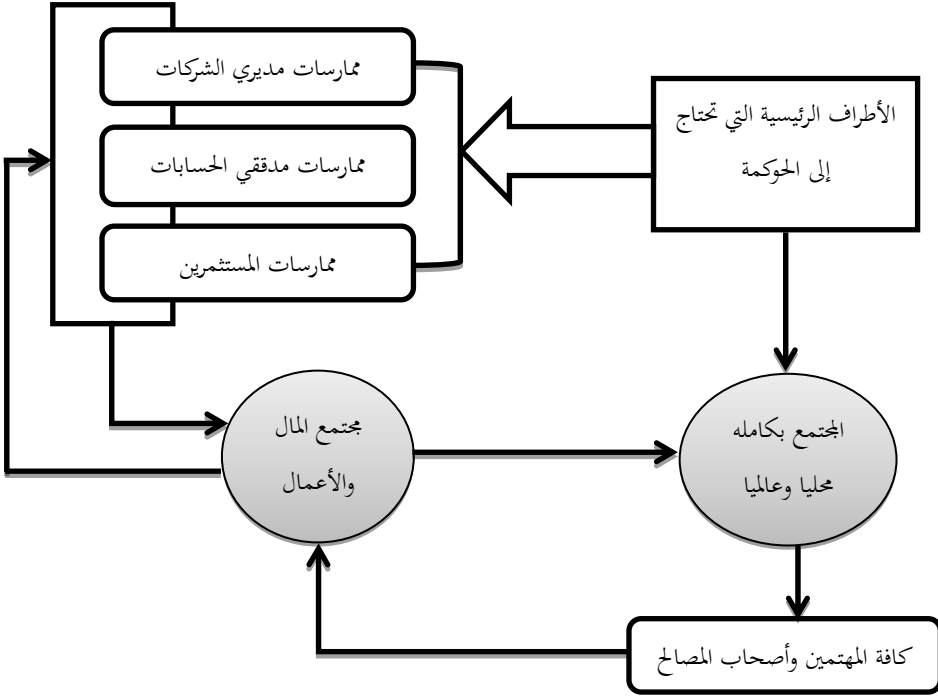 ممارسات مديري الشركات
ممارسات مدققي الحسابات
ممارسات المستثمرين
الأطراف الرئيسية التي تحتاج
إلى الحوكمة
مجتمع المال
والأعمال
المجتمع بكامله
محليا وعالميا
كافة المهتمين وأصحاب المصالح